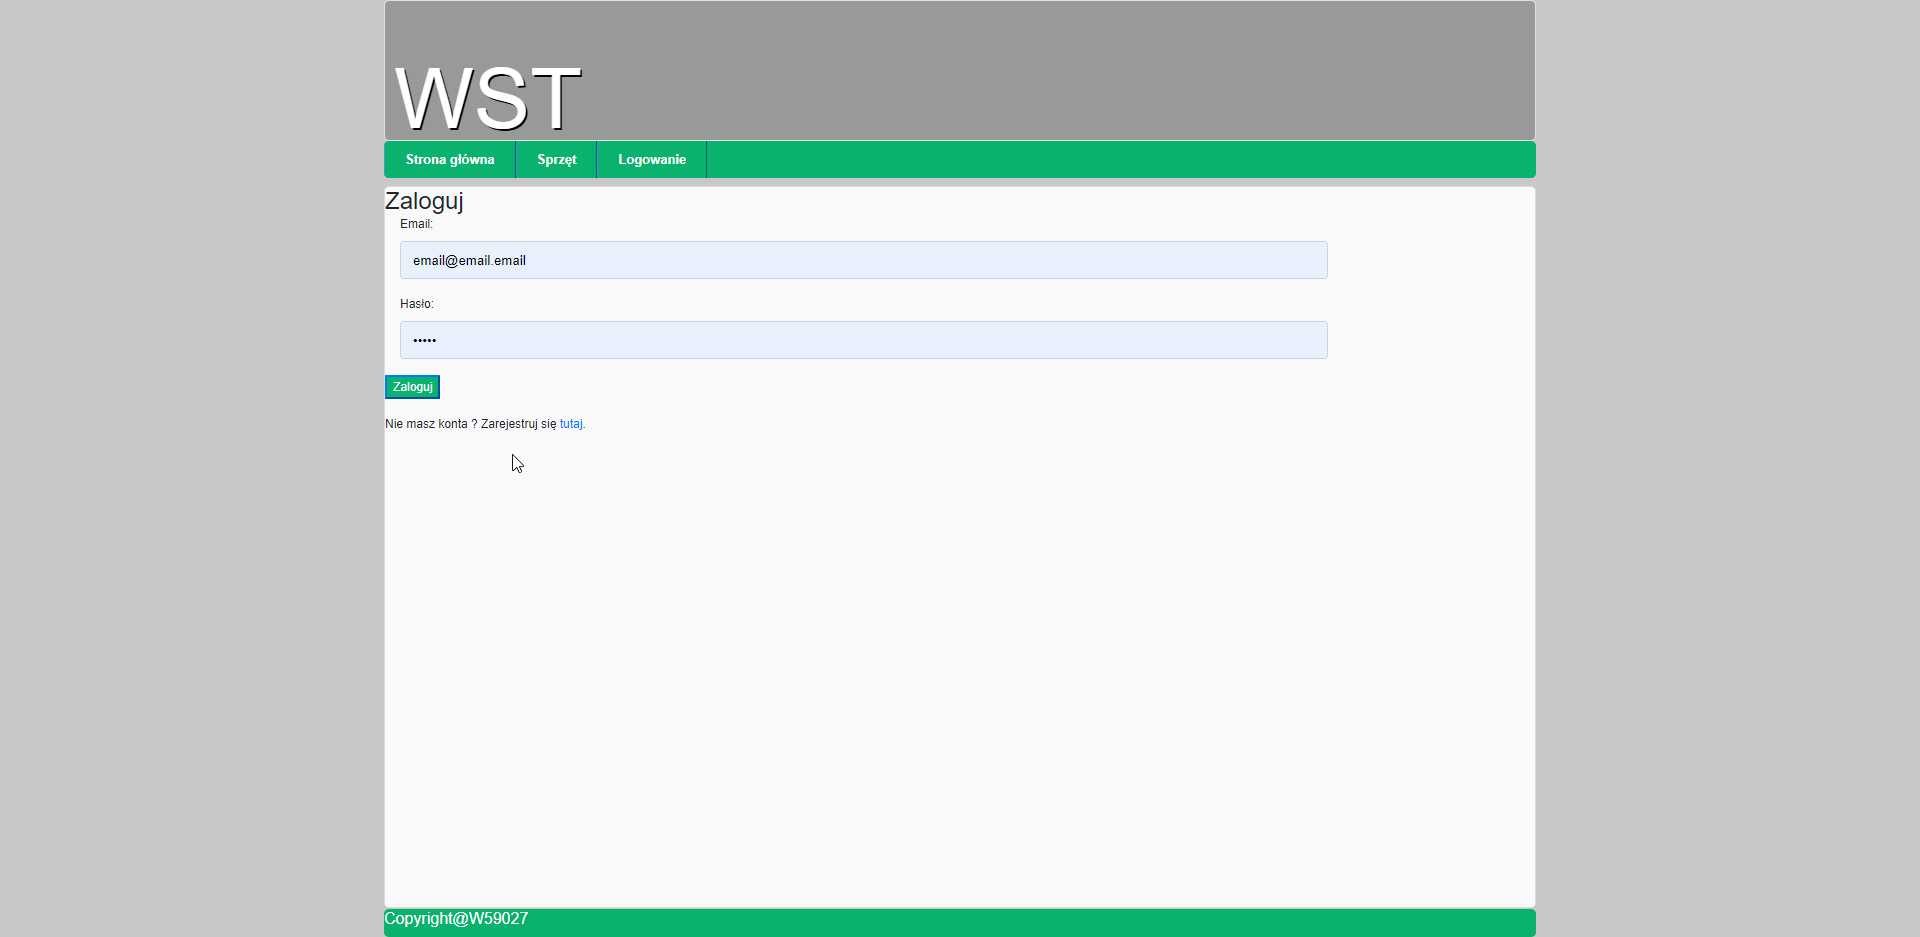 WST
Strona główna Sprzęt Logowanie
Zaloguj
Email:
email@email.email
Hasło:
•••••
Zaloguj
Nie masz konta ? Zarejestruj się tutaj.
Copyright@W59027